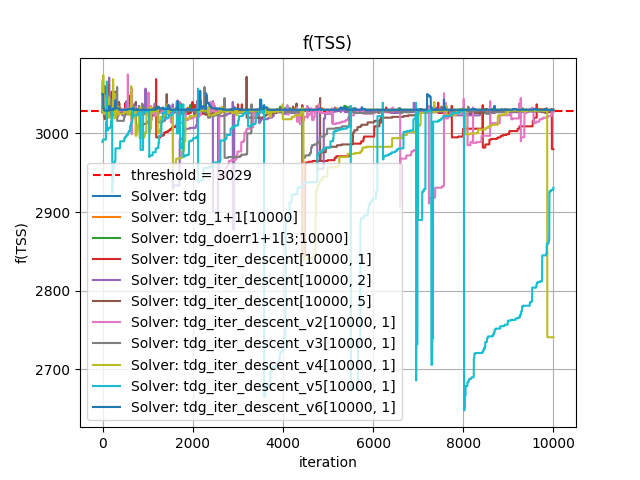 f(TSS)
3000
2900
2800
2700
f(TSS)
threshold = 3029
Solver: tdg
Solver: tdg_1+1[10000]
Solver: tdg_doerr1+1[3;10000]
Solver: tdg_iter_descent[10000, 1]
Solver: tdg_iter_descent[10000, 2]
Solver: tdg_iter_descent[10000, 5]
Solver: tdg_iter_descent_v2[10000, 1]
Solver: tdg_iter_descent_v3[10000, 1]
Solver: tdg_iter_descent_v4[10000, 1]
Solver: tdg_iter_descent_v5[10000, 1]
Solver: tdg_iter_descent_v6[10000, 1]
0 2000 4000 6000 8000 10000
iteration